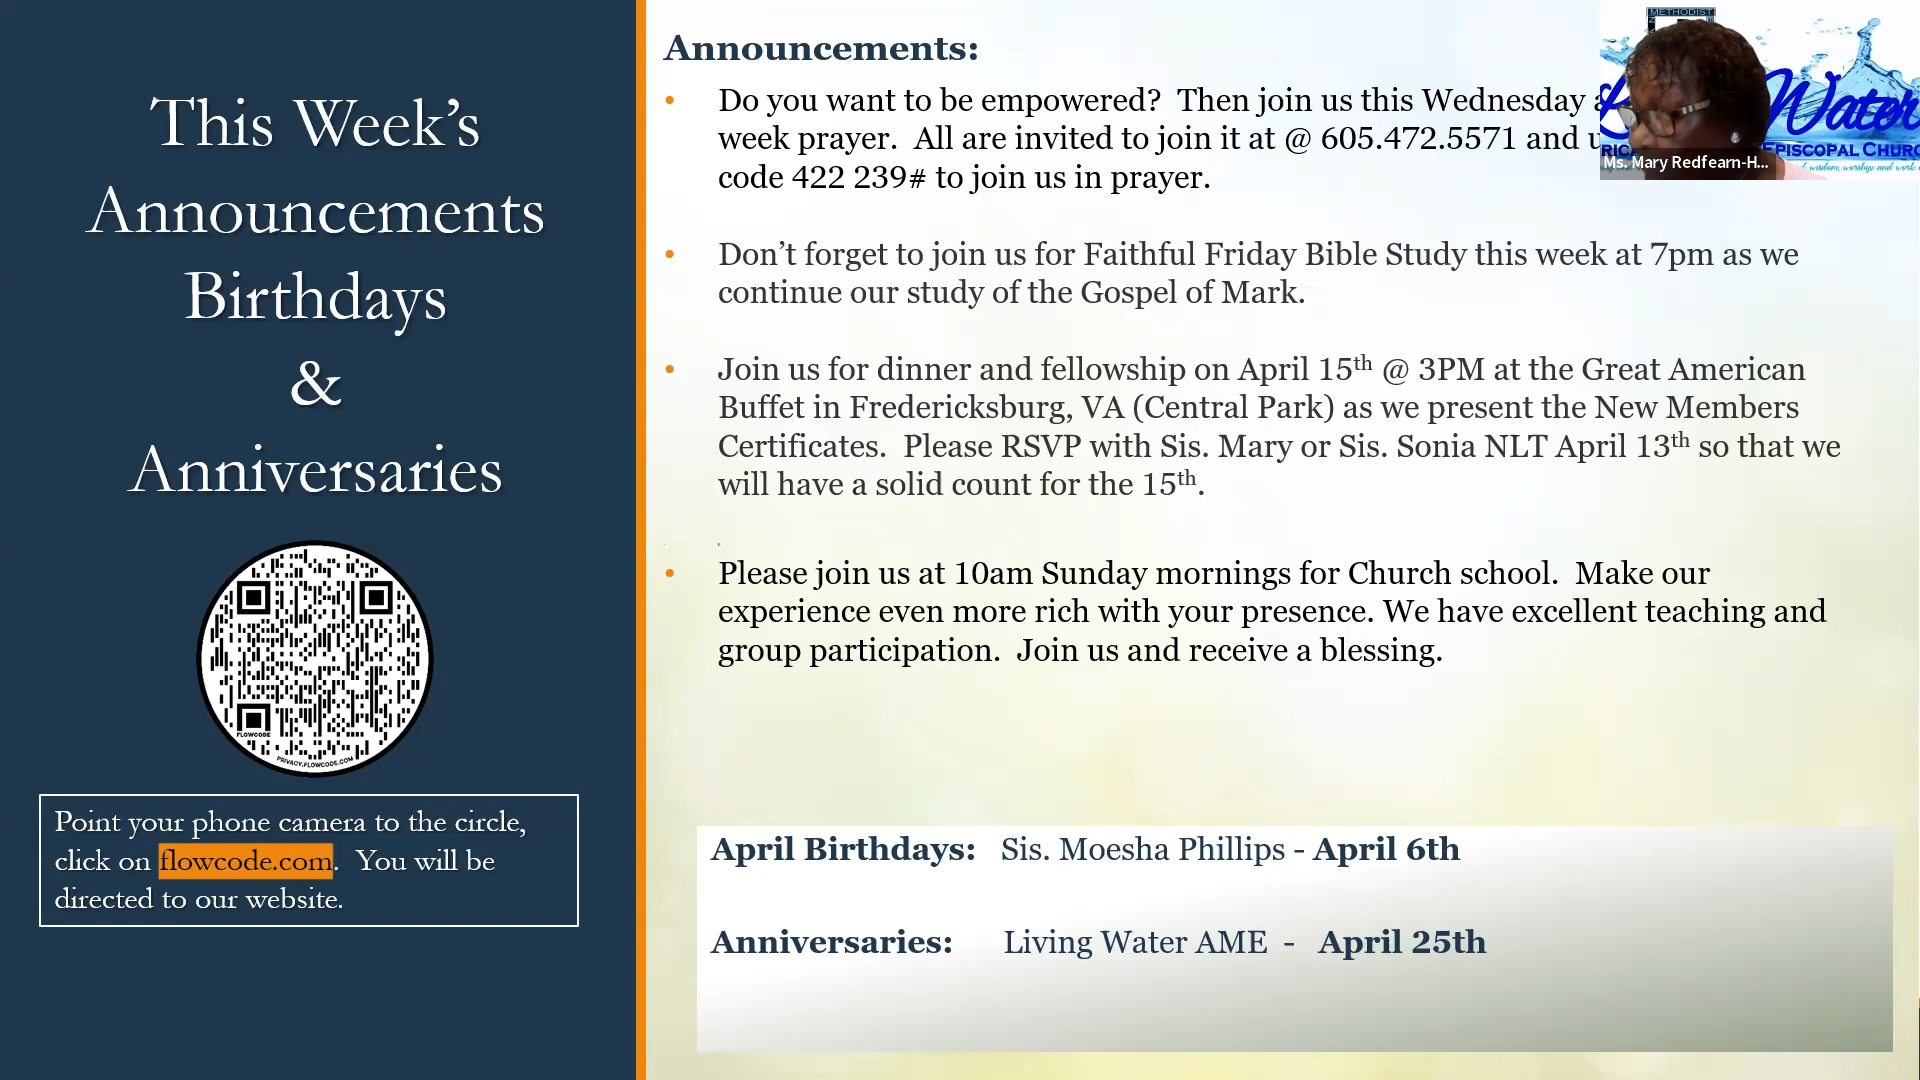 This Week’s
Announcements
Birthdays
&
Anniversaries
FLOWCODE
PRIVACY.FLOWCODE.COM
Point your phone camera to the circle,
click on flowcode.com. You will be
directed to our website.
Announcements:
• Do you want to be empowered? Then join us this Wednesday
week prayer. All are invited to join it at @ 605.472.5571 and
code 422 239# to join us in prayer.
• Don’t forget to join us for Faithful Friday Bible Study this week at 7pm as we
continue our study of the Gospel of Mark.
• Join us for dinner and fellowship on April 15th @ 3PM at the Great American
Buffet in Fredericksburg, VA (Central Park) as we present the New Members
Certificates. Please RSVP with Sis. Mary or Sis. Sonia NLT April 13th so that we
will have a solid count for the 15th.
• Please join us at 10am Sunday mornings for Church school. Make our
experience even more rich with your presence. We have excellent teaching and
group participation. Join us and receive a blessing.
April Birthdays: Sis. Moesha Phillips - April 6th
Anniversaries: Living Water AME - April 25th
METHODIST
Water
EPISCOPAL
wisdom, worship and work
Ms. Mary Redfearn-H...